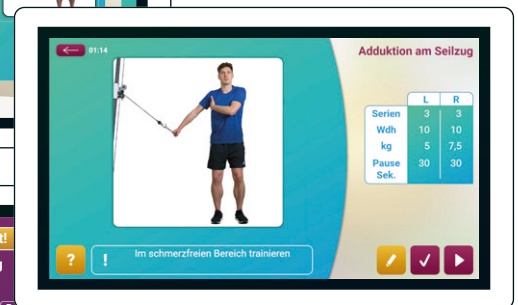 01:14
Adduktion am Seilzug
L R
Serien 3 3
Wdh 10 10
kg 5 7,5
Pause 30 30
Sek.
? ! Im schmerzfreien Bereich trainieren